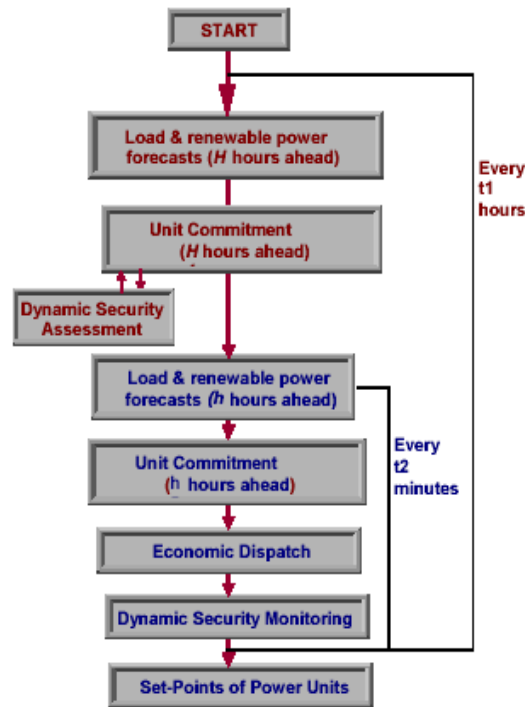 START
Load & renewable power
forecasts (H hours ahead)
Every
t1
hours
Unit Commitment
(H hours ahead)
Dynamic Security
Assessment
Load & renewable power
forecasts (h hours ahead)
Every
t2
minutes
Unit Commitment
(h hours ahead)
Economic Dispatch
Dynamic Security Monitoring
Set-Points of Power Units